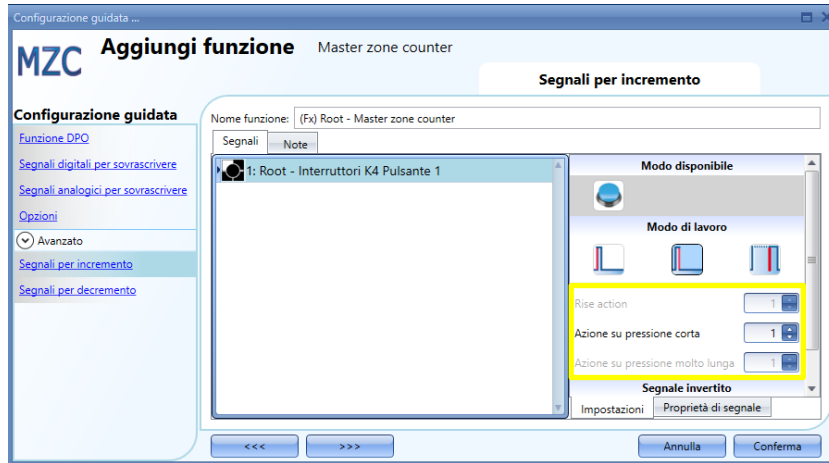 Configurazione guidata ...
MZC Aggiungi funzione Master zone counter
Segnali per incremento
Configurazione guidata
Funzione DPO
Segnali digitali per sovrascrivere
Segnali analogici per sovrascrivere
Opzioni
Avanzato
Segnali per incremento
Segnali per decremento
Nome funzione: (Fx) Root - Master zone counter
Segnali Note
1: Root - Interruttori K4 Pulsante 1
Modo disponibile
Modo di lavoro
Rise action 1
Azione su pressione corta 1
Azione su pressione molto lunga 1
Segnale invertito
Impostazioni Proprietà di segnale
<<< >>> Annulla Conferma